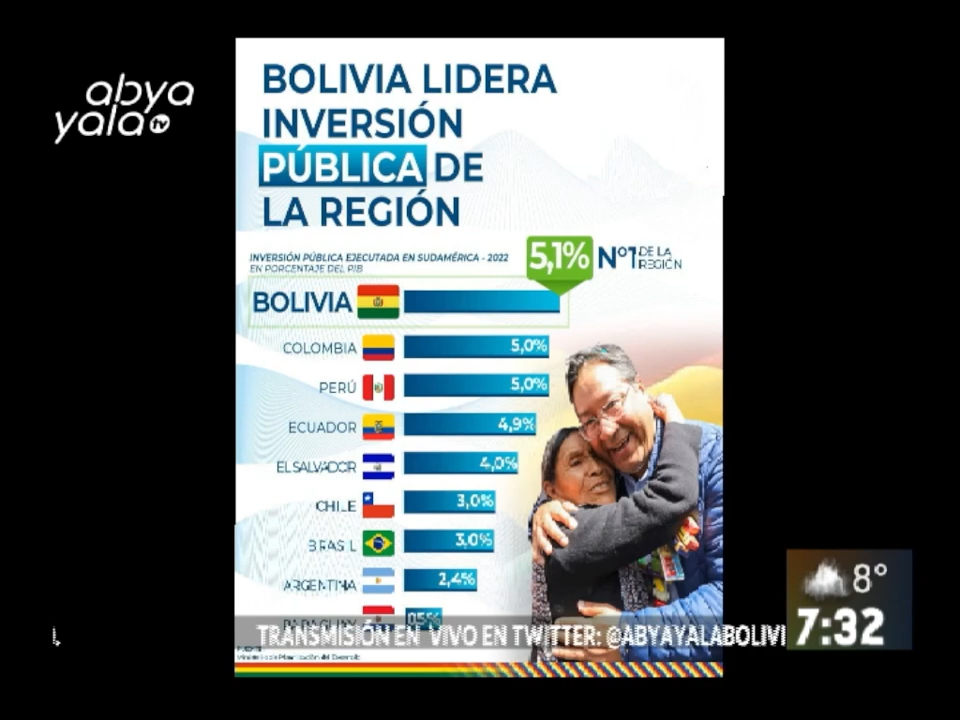 abya
yala tv
BOLIVIA LIDERA
INVERSIÓN
PÚBLICA DE
LA REGIÓN
INVERSIÓN PÚBLICA EJECUTADA EN SUDAMÉRICA - 2022
EN PORCENTAJE DEL PIB
5,1% N°1 DE LA
REGIÓN
BOLIVIA
COLOMBIA 5,0%
PERÚ 5,0%
ECUADOR 4,9%
EL SALVADOR 4,0%
CHILE 3,0%
BRASIL 3,0%
ARGENTINA 2,4%
PARAGUAY
TRANSMISIÓN EN VIVO EN TWITTER: @ABYAYALABOLIVI
8°
7:32